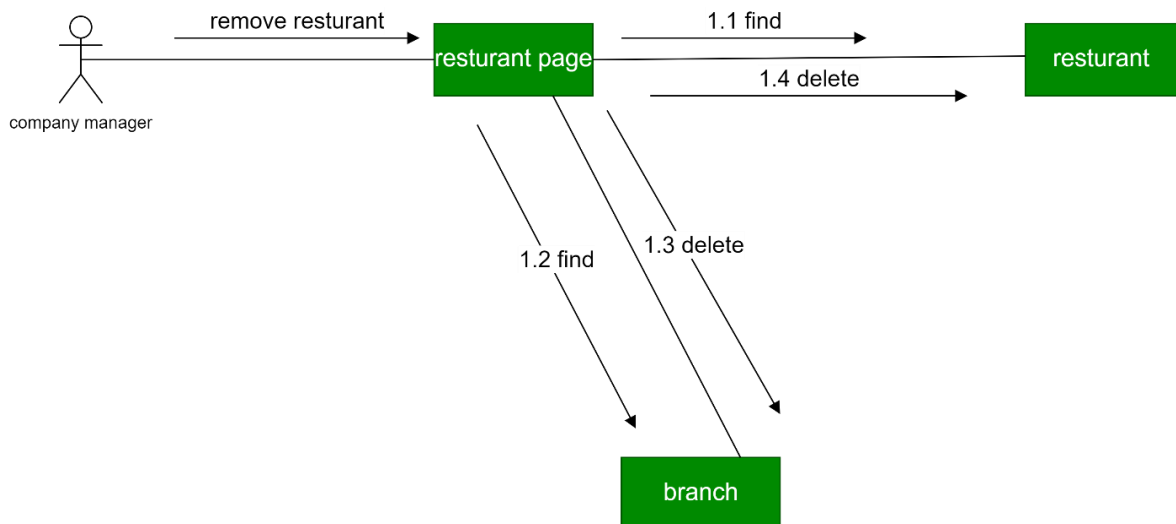 remove resturant
1.1 find
resturant page
resturant
1.4 delete
company manager
1.2 find
1.3 delete
branch